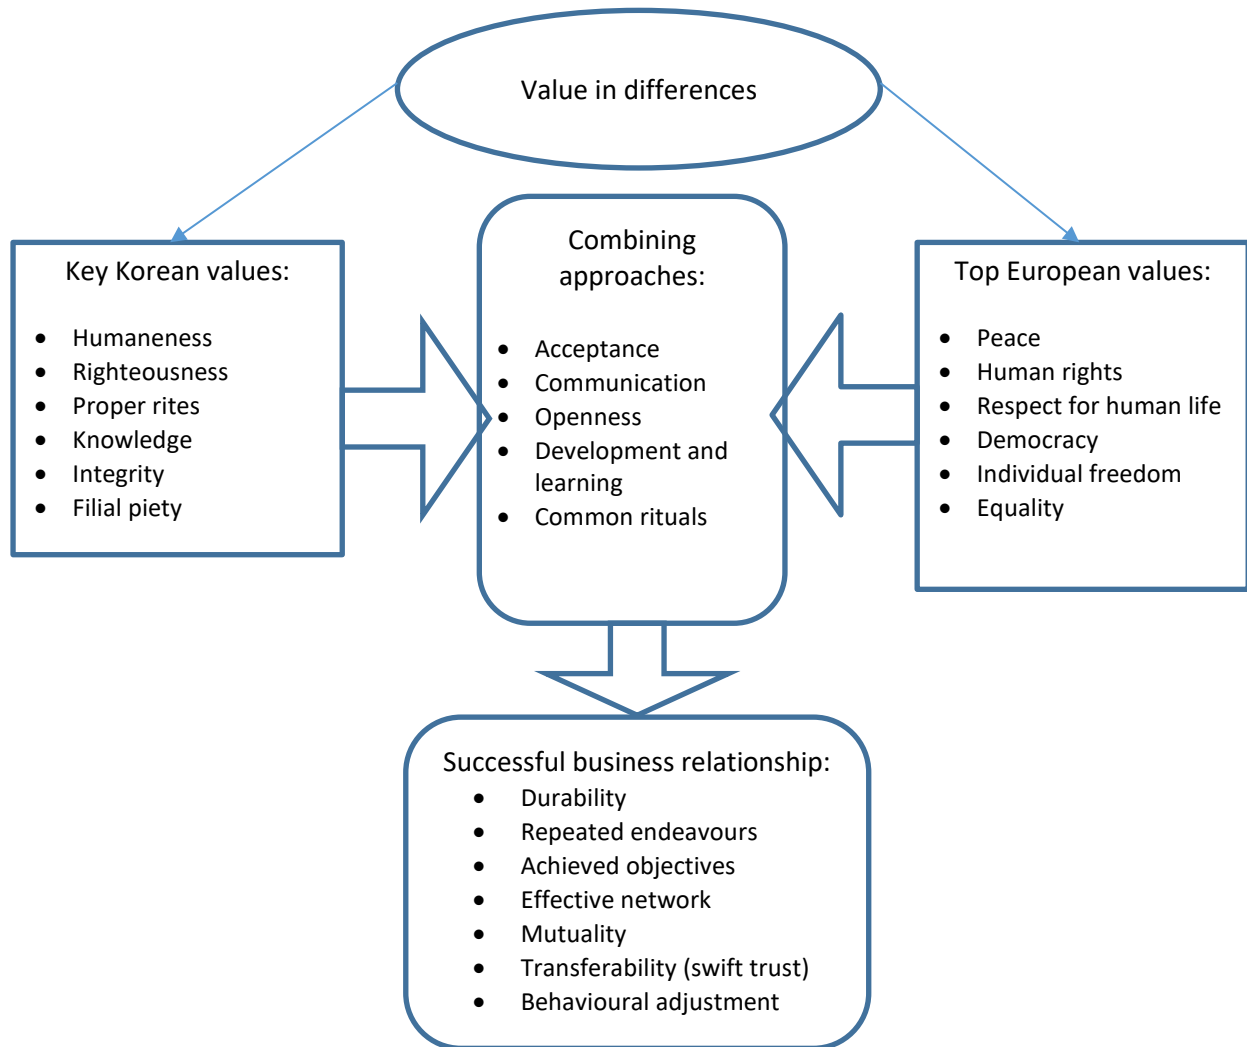 Value in differences
Key Korean values:
• Humaneness
• Righteousness
• Proper rites
• Knowledge
• Integrity
• Filial piety
Combining
approaches:
• Acceptance
• Communication
• Openness
• Development and
learning
• Common rituals
Top European values:
• Peace
• Human rights
• Respect for human life
• Democracy
• Individual freedom
• Equality
Successful business relationship:
• Durability
• Repeated endeavours
• Achieved objectives
• Effective network
• Mutuality
• Transferability (swift trust)
• Behavioural adjustment